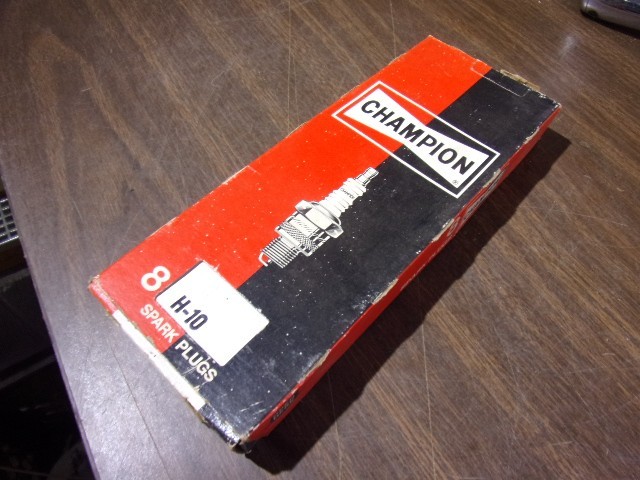 CHAMPION
8
H-10
SPARK PLUGS